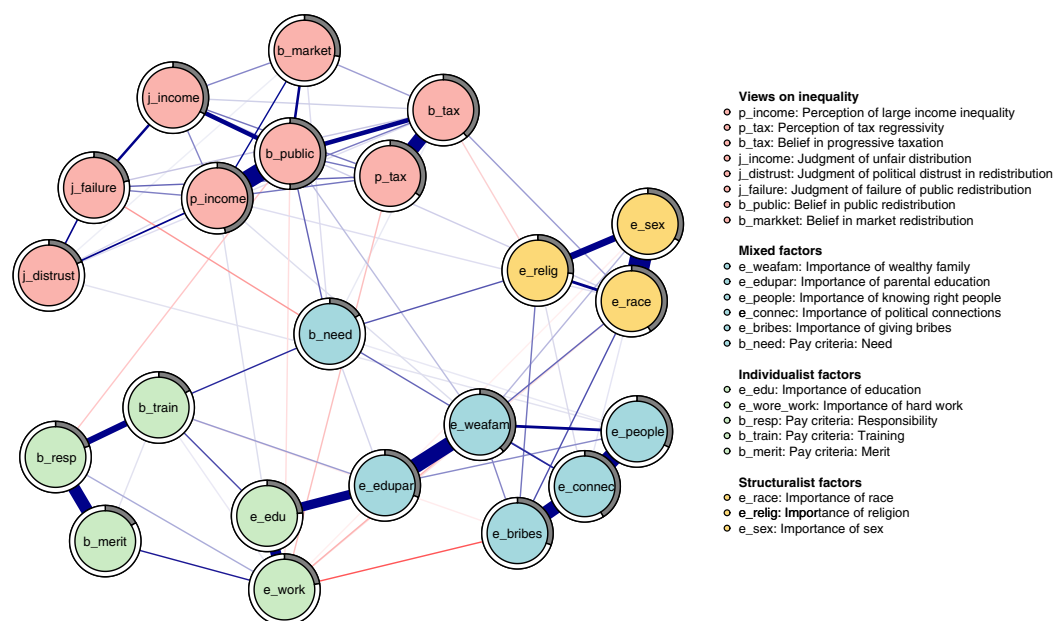 b_market
j_income
b_tax
b_public
p_tax
j_failure
p_income
e_sex
j_distrust
e_relig
e_race
b_need
b_train
e_weafam
e_people
b_resp
e_edupar
e_connec
e_edu
b_merit
e_bribes
e_work
Views on inequality
p_income: Perception of large income inequality
p_tax: Perception of tax regressivity
b_tax: Belief in progressive taxation
j_income: Judgment of unfair distribution
j_distrust: Judgment of political distrust in redistribution
j_failure: Judgment of failure of public redistribution
b_public: Belief in public redistribution
b_markket: Belief in market redistribution
Mixed factors
e_weafam: Importance of wealthy family
e_edupar: Importance of parental education
e_people: Importance of knowing right people
e_connec: Importance of political connections
e_bribes: Importance of giving bribes
b_need: Pay criteria: Need
Individualist factors
e_edu: Importance of education
e_wore_work: Importance of hard work
b_resp: Pay criteria: Responsibility
b_train: Pay criteria: Training
b_merit: Pay criteria: Merit
Structuralist factors
e_race: Importance of race
e_relig: Importance of religion
e_sex: Importance of sex